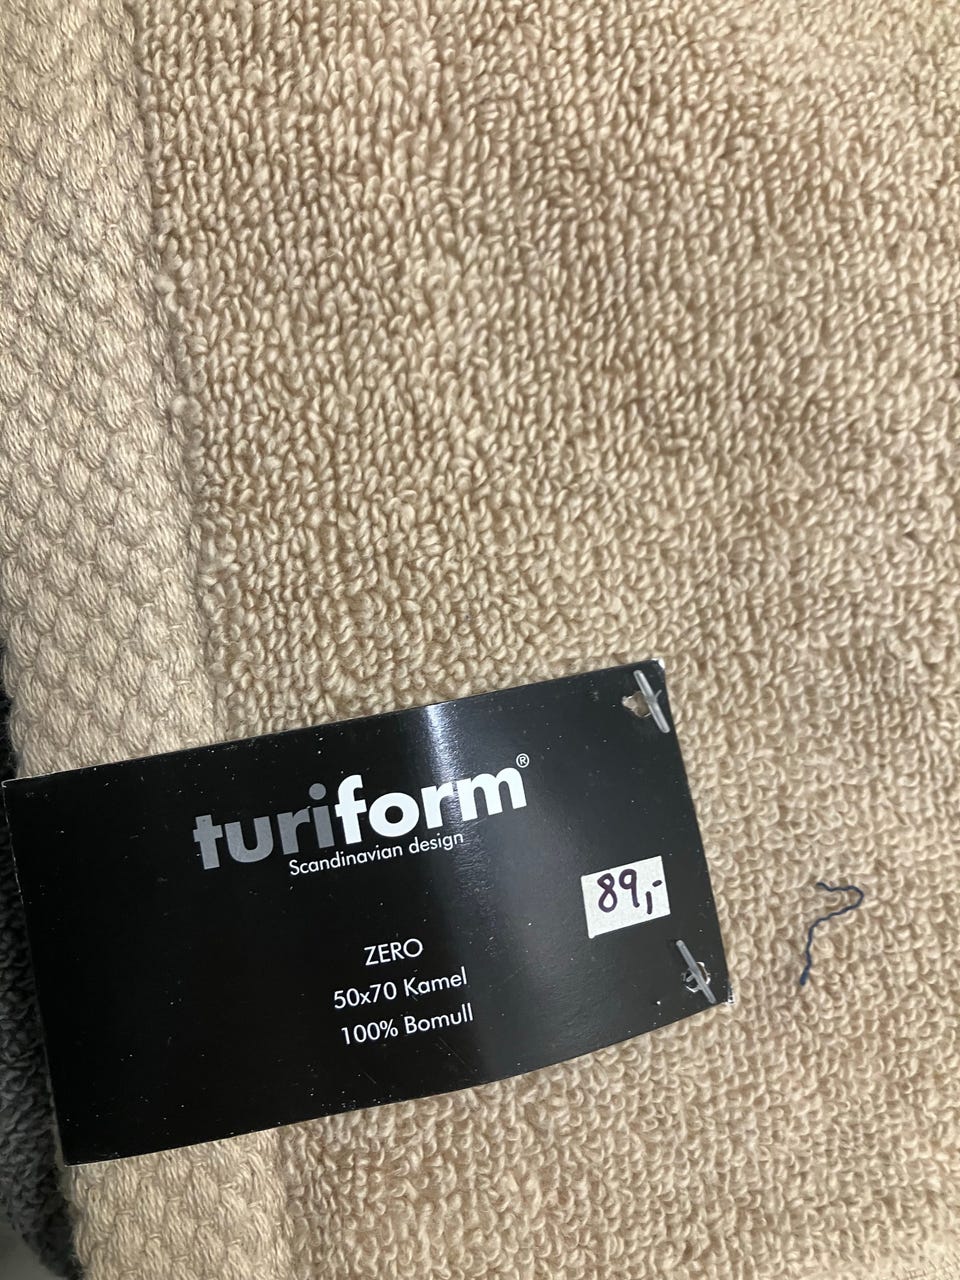 turiform®
Scandinavian design
89,-
ZERO
50x70 Kamel
100% Bomull